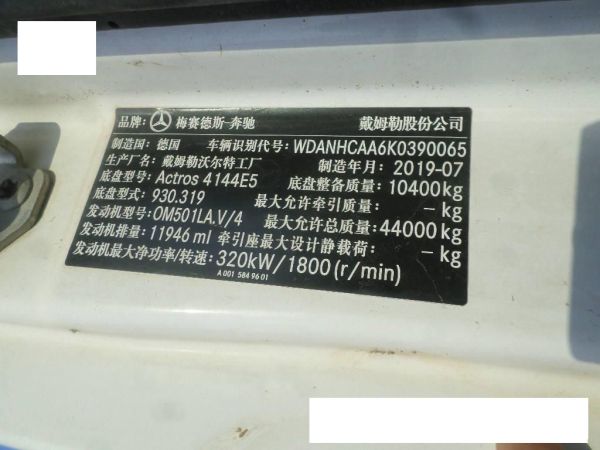 品牌: 梅赛德斯-奔驰 戴姆勒股份公司
制造国: 德国 车辆识别代号: WDANHCAA6K0390065
生产厂名: 戴姆勒沃尔特工厂 制造年月: 2019-07
底盘型号: Actros 4144E5 底盘整备质量: 10400kg
底盘型式: 930.319 最大允许牵引质量: - kg
发动机型号: OM501LA.V/4 最大允许总质量: 44000kg
发动机排量: 11946 ml 牵引座最大设计静载荷: - kg
发动机最大净功率/转速: 320kW/1800(r/min)
A 001 584 96 01